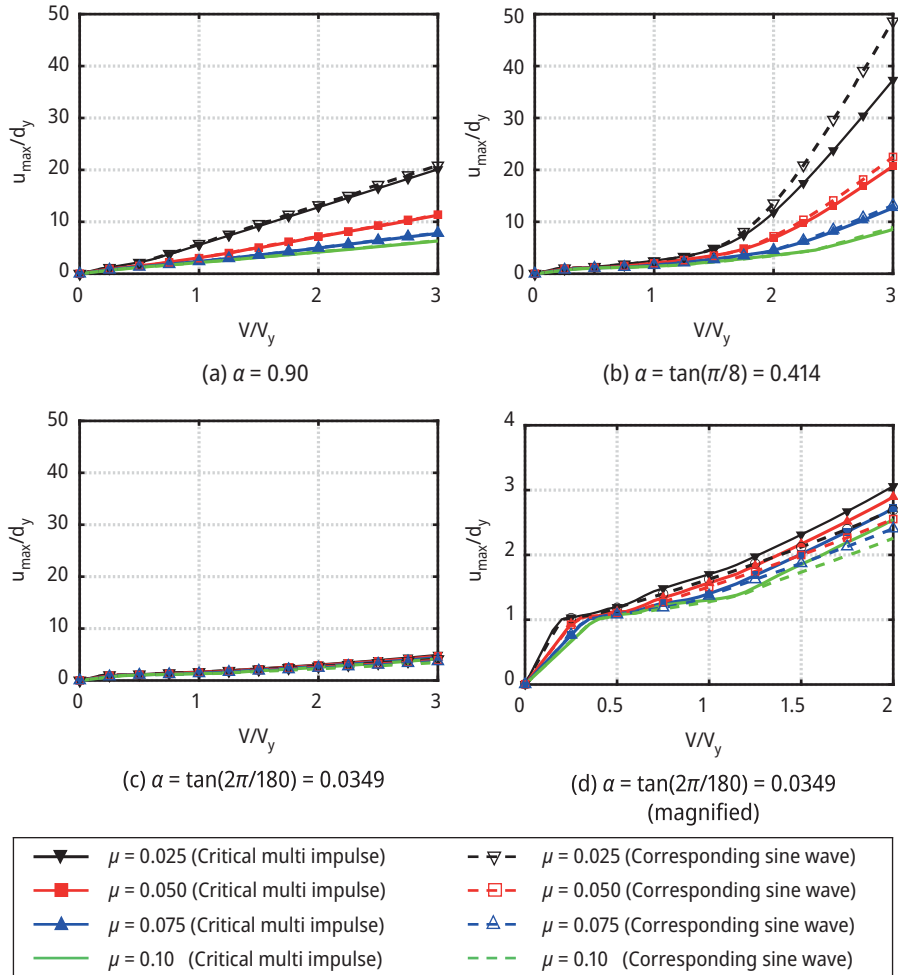 50
40
30
20
10
0
u_max/d_y
0
1
2
3
V/V_y
(a) α = 0.90
50
40
30
20
10
0
u_max/d_y
0
1
2
3
V/V_y
(b) α = tan(π/8) = 0.414
50
40
30
20
10
0
u_max/d_y
0
1
2
3
V/V_y
(c) α = tan(2π/180) = 0.0349
4
3
2
1
0
u_max/d_y
0
0.5
1
1.5
2
V/V_y
(d) α = tan(2π/180) = 0.0349
(magnified)
μ = 0.025 (Critical multi impulse)
μ = 0.050 (Critical multi impulse)
μ = 0.075 (Critical multi impulse)
μ = 0.10 (Critical multi impulse)
μ = 0.025 (Corresponding sine wave)
μ = 0.050 (Corresponding sine wave)
μ = 0.075 (Corresponding sine wave)
μ = 0.10 (Corresponding sine wave)